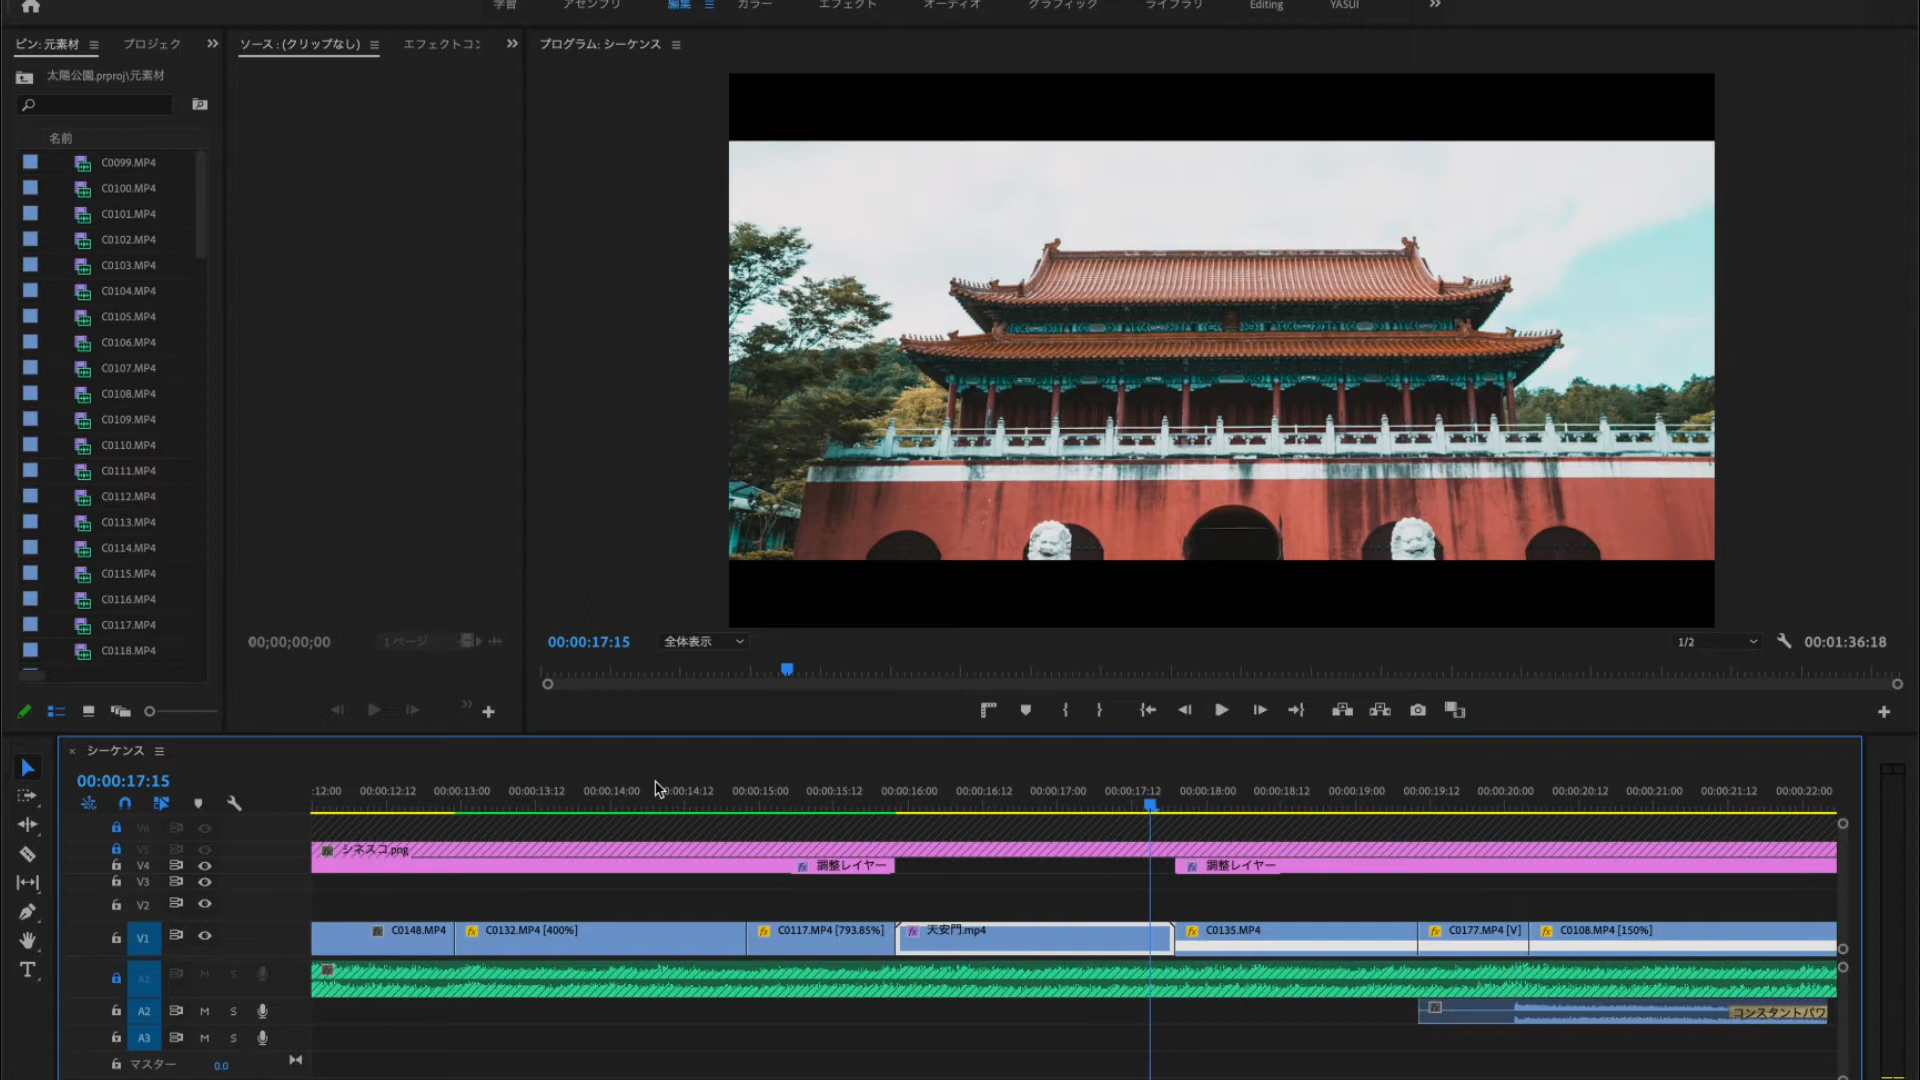 学習 アセンブリ 編集 カラー エフェクト オーディオ グラフィック ライブラリ Editing YASUI
ビン: 元素材 プロジェク
ソース : (クリップなし) エフェクトコン
プログラム: シーケンス
太陽公園.prproj\元素材
名前
C0099.MP4
C0100.MP4
C0101.MP4
C0102.MP4
C0103.MP4
C0104.MP4
C0105.MP4
C0106.MP4
C0107.MP4
C0108.MP4
C0109.MP4
C0110.MP4
C0111.MP4
C0112.MP4
C0113.MP4
C0114.MP4
C0115.MP4
C0116.MP4
C0117.MP4
C0118.MP4
00;00;00;00 1 ページ
00:00:17:15 全体表示 1/2 00:01:36:18
シーケンス
00:00:17:15
:12:00 00:00:12:12 00:00:13:00 00:00:13:12 00:00:14:00 00:00:14:12 00:00:15:00 00:00:15:12 00:00:16:00 00:00:16:12 00:00:17:00 00:00:17:12 00:00:18:00 00:00:18:12 00:00:19:00 00:00:19:12 00:00:20:00 00:00:20:12 00:00:21:00 00:00:21:12 00:00:22:00
V6
V5 シネスコ.png
V4 調整レイヤー 調整レイヤー
V3
V2
V1 C0148.MP4 C0132.MP4 [400%] C0117.MP4 [793.85%] 天安門.mp4 C0135.MP4 C0177.MP4 [V] C0108.MP4 [150%]
A1 M S
A2 M S コンスタントパワ
A3 M S
マスター 0.0